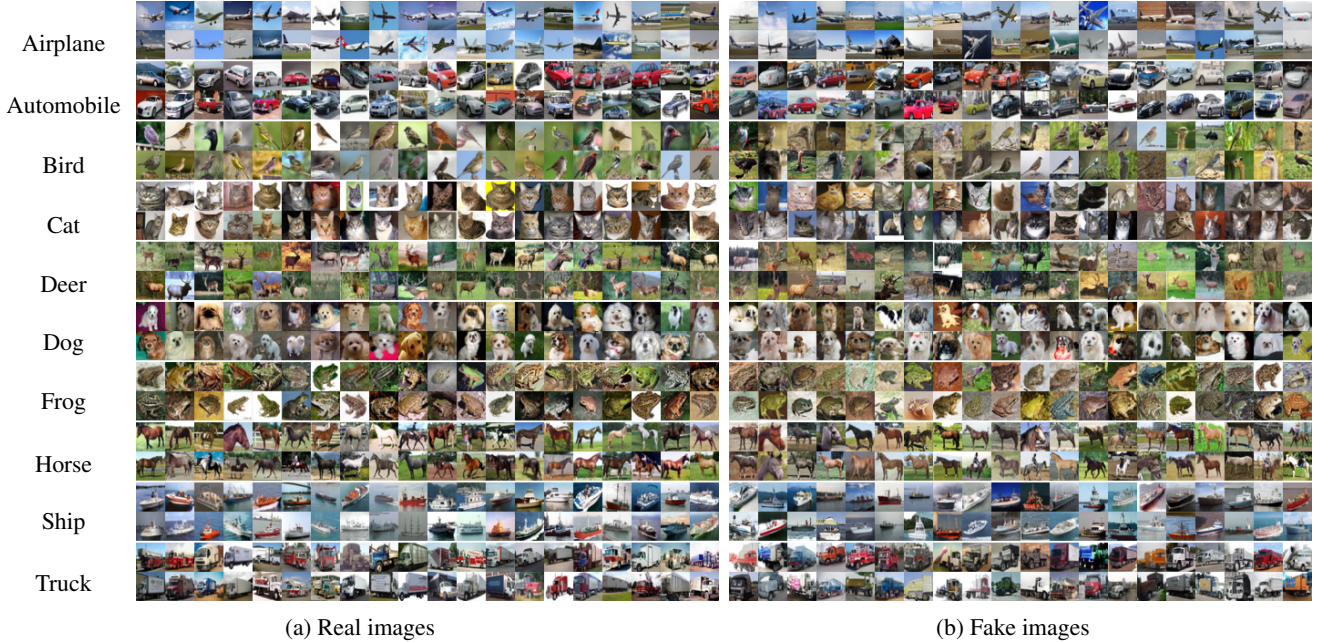 Airplane
Automobile
Bird
Cat
Deer
Dog
Frog
Horse
Ship
Truck
(a) Real images
(b) Fake images